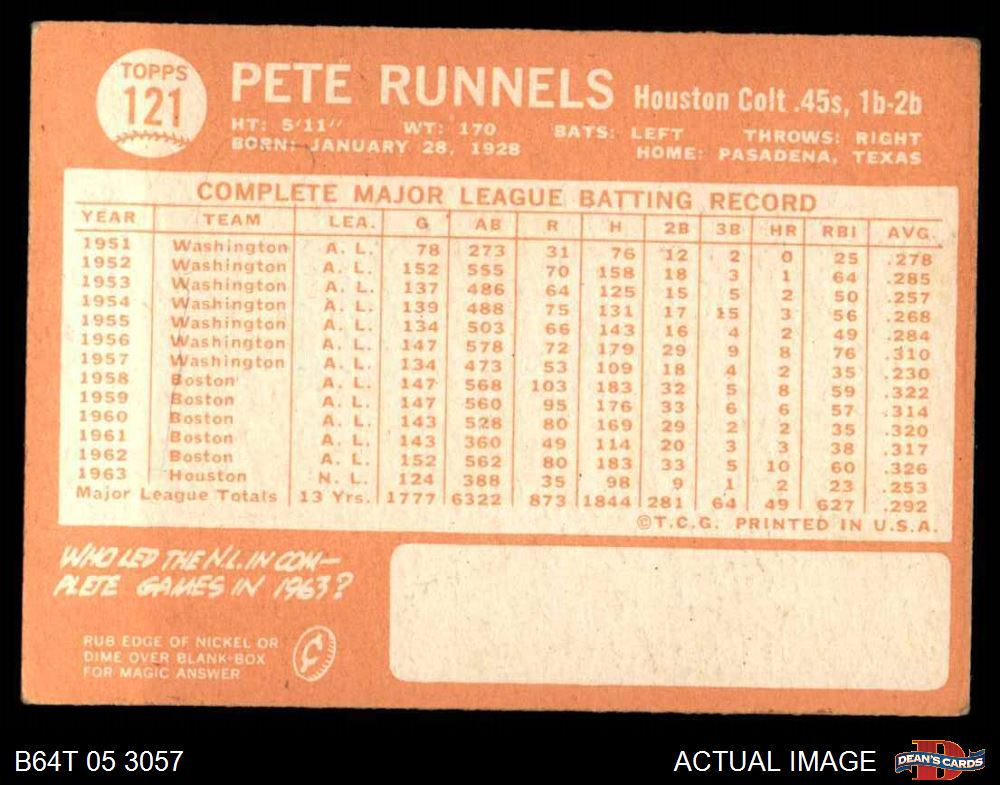 TOPPS
121
PETE RUNNELS Houston Colt .45s, 1b-2b
HT: 5'11" WT: 170 BATS: LEFT THROWS: RIGHT
BORN: JANUARY 28, 1928 HOME: PASADENA, TEXAS
COMPLETE MAJOR LEAGUE BATTING RECORD
YEAR TEAM LEA. G AB R H 2B 3B HR RBI AVG.
1951 Washington A. L. 78 273 31 76 12 2 0 25 .278
1952 Washington A. L. 152 555 70 158 18 3 1 64 .285
1953 Washington A. L. 137 486 64 125 15 5 2 50 .257
1954 Washington A. L. 139 488 75 131 17 15 3 56 .268
1955 Washington A. L. 134 503 66 143 16 4 2 49 .284
1956 Washington A. L. 147 578 72 179 29 9 8 76 .310
1957 Washington A. L. 134 473 53 109 18 4 2 35 .230
1958 Boston A. L. 147 568 103 183 32 5 8 59 .322
1959 Boston A. L. 147 560 95 176 33 6 6 57 .314
1960 Boston A. L. 143 528 80 169 29 2 2 35 .320
1961 Boston A. L. 143 360 49 114 20 3 3 38 .317
1962 Boston A. L. 152 562 80 183 33 5 10 60 .326
1963 Houston N. L. 124 388 35 98 9 1 2 23 .253
Major League Totals 13 Yrs. 1777 6322 873 1844 281 64 49 627 .292
©T.C.G. PRINTED IN U.S.A.
WHO LED THE N.L. IN COM-
PLETE GAMES IN 1963?
RUB EDGE OF NICKEL OR
DIME OVER BLANK BOX
FOR MAGIC ANSWER
¢
B64T 05 3057
ACTUAL IMAGE
DEAN'S CARDS